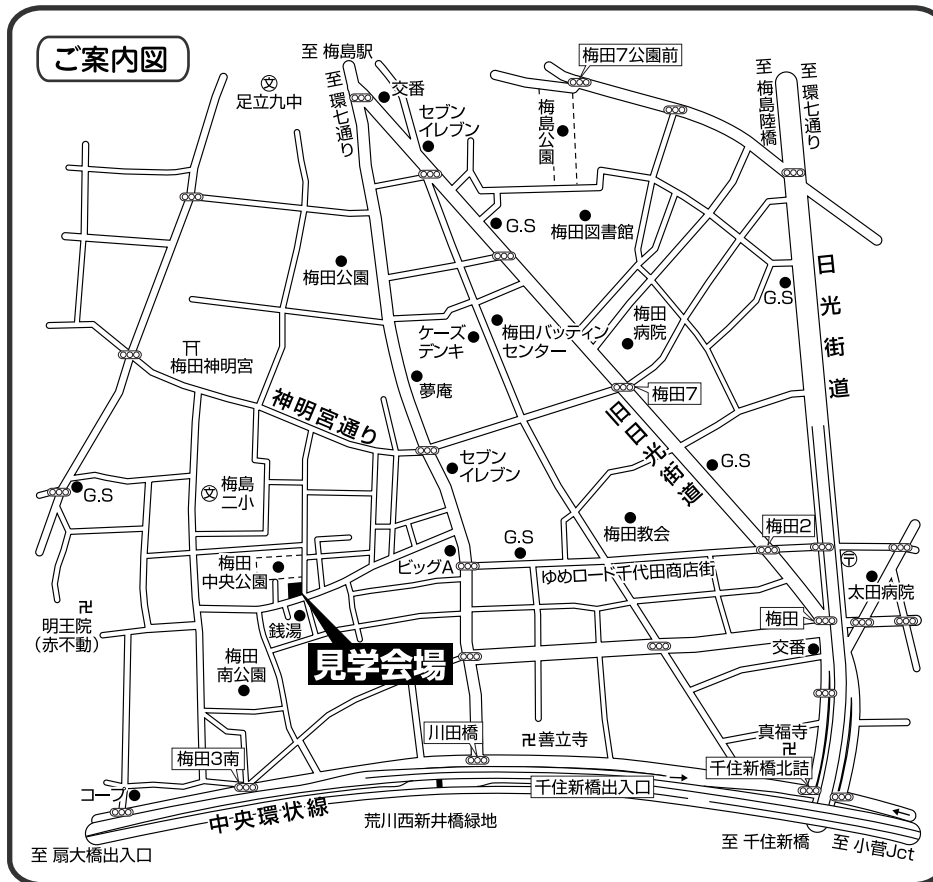 ご案内図
至 梅島駅
至 環七通り
交番
セブン
イレブン
梅田7公園前
梅島公園
至 梅島陸橋
至 環七通り
足立九中
G.S
梅田図書館
梅田公園
日光街道
G.S
梅田
病院
ケーズ
デンキ
梅田バッティン
センター
梅田神明宮
夢庵
梅田7
神明宮通り
旧日光街道
セブン
イレブン
G.S
G.S
文
梅島
二小
梅田教会
梅田2
ビッグA
G.S
梅田
中央公園
ゆめロード千代田商店街
太田病院
明王院
(赤不動)
銭湯
梅田
交番
見学会場
梅田
南公園
川田橋
善立寺
真福寺
梅田3南
千住新橋北詰
コープ
千住新橋出入口
中央環状線
荒川西新井橋緑地
至 扇大橋出入口
至 千住新橋
至 小菅Jct
文